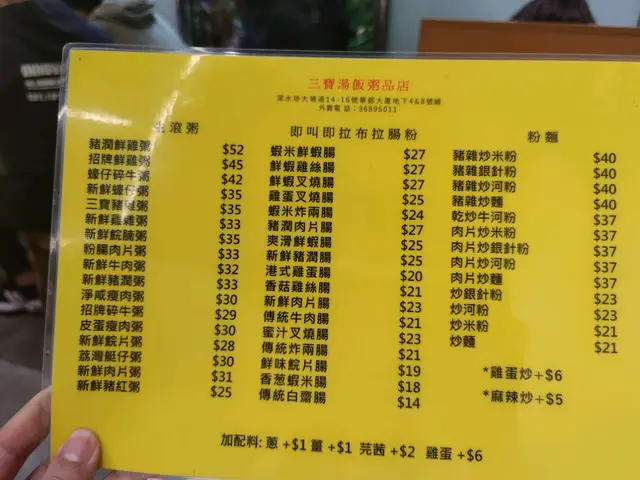 三寶湯飯粥品店
深水埗大埔道14-16號華都大廈地下4&8號鋪
外賣電話：36895011
生滾粥
豬潤鮮雞粥 $52
招牌鮮雞粥 $45
蠔仔碎牛粥 $42
新鮮蠔仔粥 $35
三寶豬雜粥 $35
新鮮雞雜粥 $33
新鮮鯇腩粥 $35
粉腸肉片粥 $33
新鮮牛肉粥 $32
新鮮豬潤粥 $33
淨咸瘦肉粥 $30
招牌碎牛粥 $29
皮蛋瘦肉粥 $30
新鮮鯇片粥 $28
荔灣艇仔粥 $30
新鮮肉片粥 $31
新鮮豬紅粥 $25
即叫即拉布拉腸粉
蝦米鮮蝦腸 $27
鮮蝦雞絲腸 $27
鮮蝦叉燒腸 $27
雞蛋叉燒腸 $25
蝦米炸兩腸 $24
豬潤肉片腸 $27
爽滑鮮蝦腸 $25
新鮮豬潤腸 $25
港式雞蛋腸 $20
香菇雞絲腸 $21
新鮮肉片腸 $23
傳統牛肉腸 $21
蜜汁叉燒腸 $21
傳統炸兩腸 $21
鮮味鯇片腸 $19
香葱蝦米腸 $18
傳統白齋腸 $14
粉麵
豬雜炒米粉 $40
豬雜銀針粉 $40
豬雜炒河粉 $40
豬雜炒麵 $40
乾炒牛河粉 $37
肉片炒米粉 $37
肉片炒銀針粉 $37
肉片炒河粉 $37
肉片炒麵 $37
炒銀針粉 $23
炒河粉 $23
炒米粉 $21
炒麵 $21
*雞蛋炒+$6
*麻辣炒+$5
加配料: 蔥 +$1 薑 +$1 芫茜 +$2 雞蛋 +$6